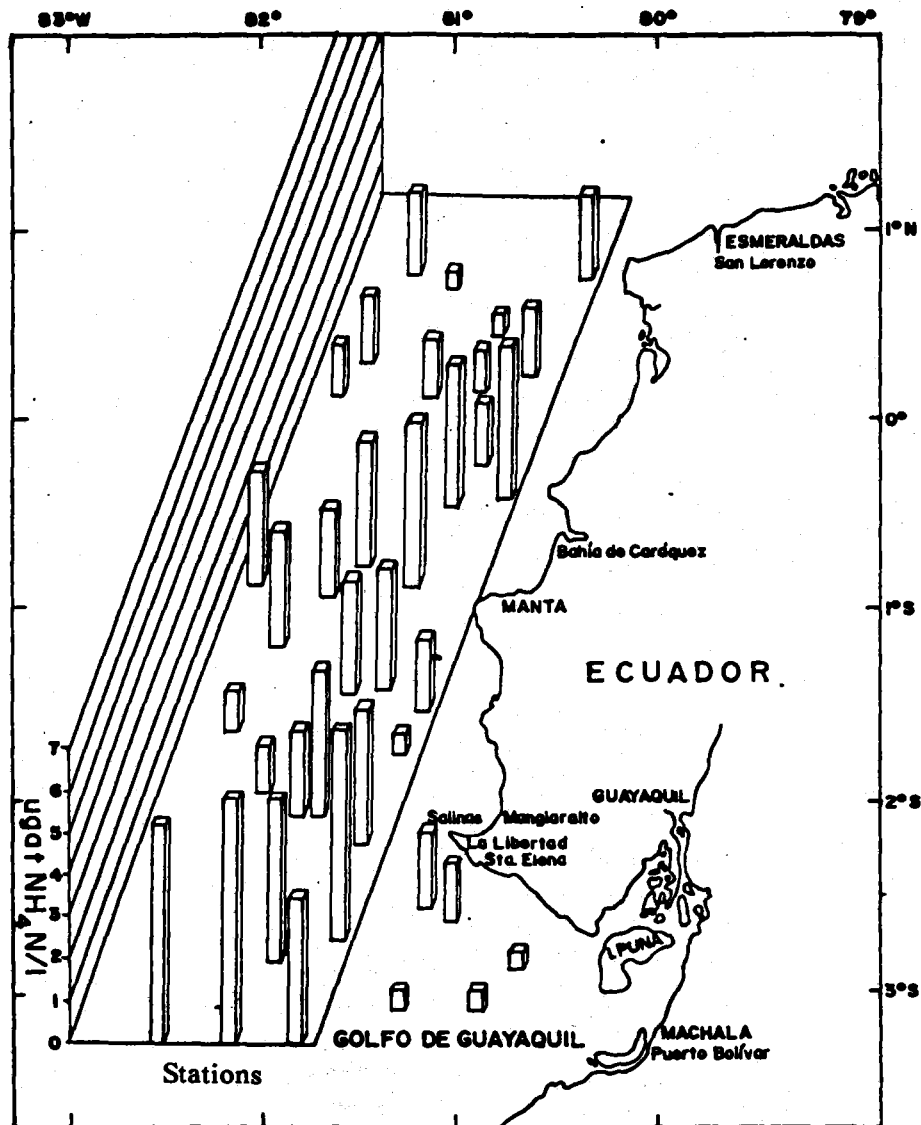 83°W 82° 81° 80° 79°
1°N
ESMERALDAS
San Lorenzo
0°
Bahía de Caráquez
MANTA
1°S
ECUADOR
7
6
5
4
3
2
1
0
ugat NH4 N/l
GUAYAQUIL
2°S
Salinas Manglaralto
La Libertad
Sta. Elena
I. PUNA
3°S
GOLFO DE GUAYAQUIL
MACHALA
Puerto Bolívar
Stations